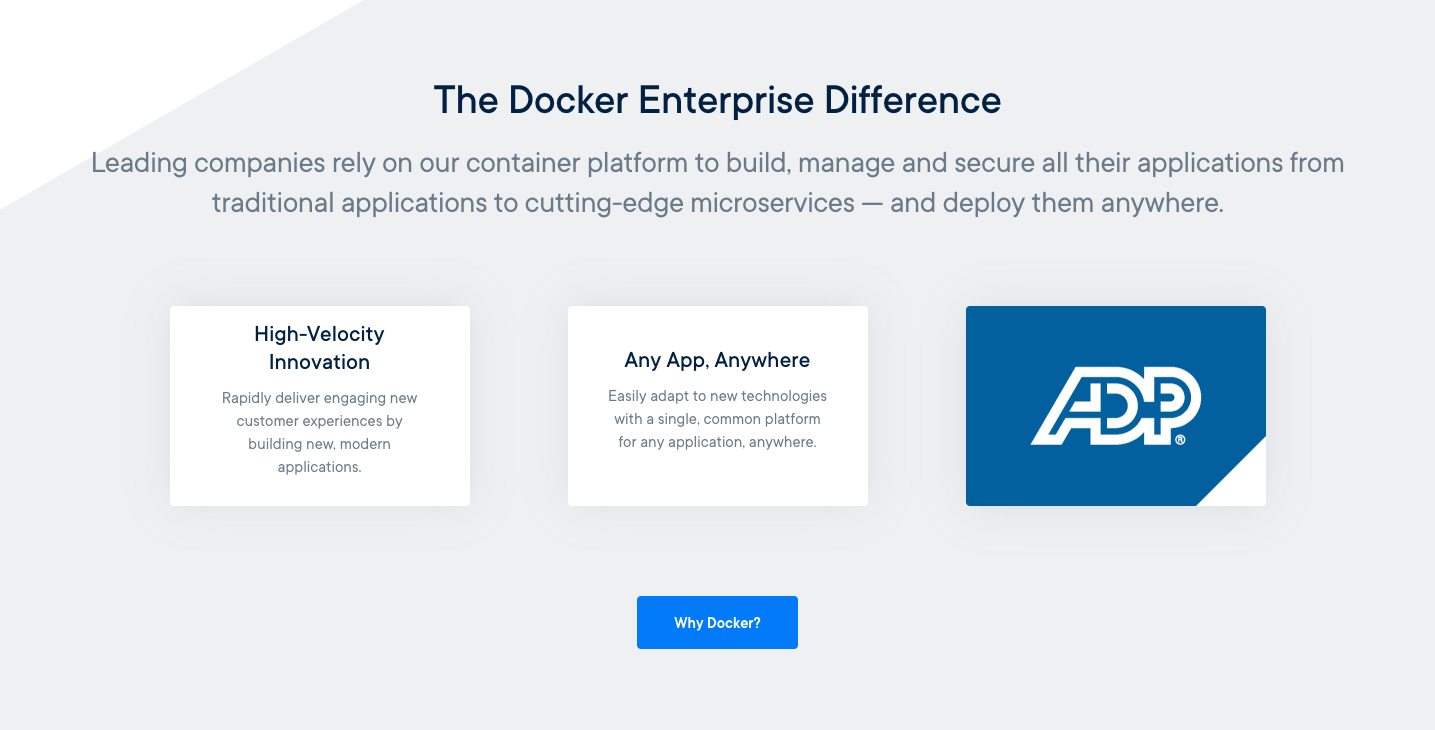 The Docker Enterprise Difference
Leading companies rely on our container platform to build, manage and secure all their applications from
traditional applications to cutting-edge microservices — and deploy them anywhere.
High-Velocity
Innovation
Rapidly deliver engaging new
customer experiences by
building new, modern
applications.
Any App, Anywhere
Easily adapt to new technologies
with a single, common platform
for any application, anywhere.
ADP®
Why Docker?